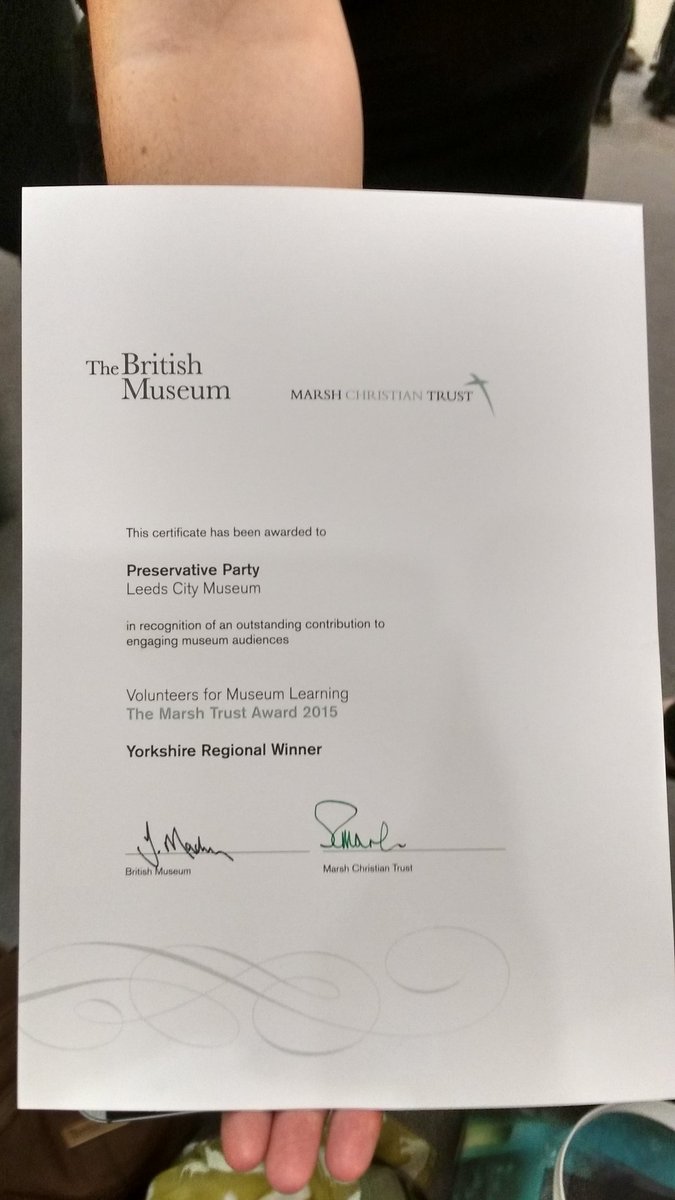 The British
Museum
MARSH CHRISTIAN TRUST
This certificate has been awarded to
Preservative Party
Leeds City Museum
in recognition of an outstanding contribution to
engaging museum audiences
Volunteers for Museum Learning
The Marsh Trust Award 2015
Yorkshire Regional Winner
British Museum
Marsh Christian Trust